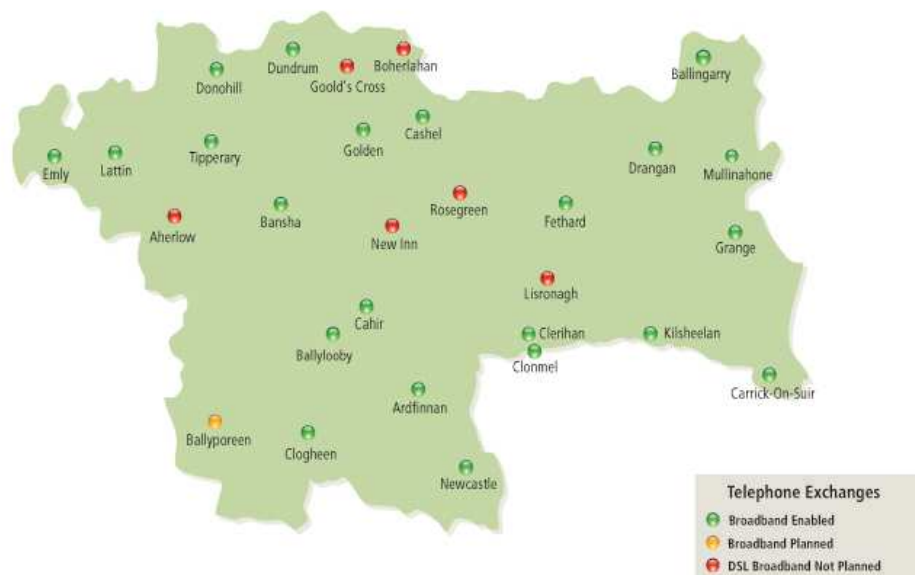 Dundrum
Boherlahan
Goold's Cross
Donohill
Ballingarry
Cashel
Golden
Tipperary
Emly
Lattin
Drangan
Mullinahone
Rosegreen
Bansha
Fethard
Aherlow
New Inn
Grange
Lisronagh
Cahir
Ballylooby
Clerihan
Kilsheelan
Clonmel
Carrick-On-Suir
Ardfinnan
Ballyporeen
Clogheen
Newcastle
Telephone Exchanges
Broadband Enabled
Broadband Planned
DSL Broadband Not Planned